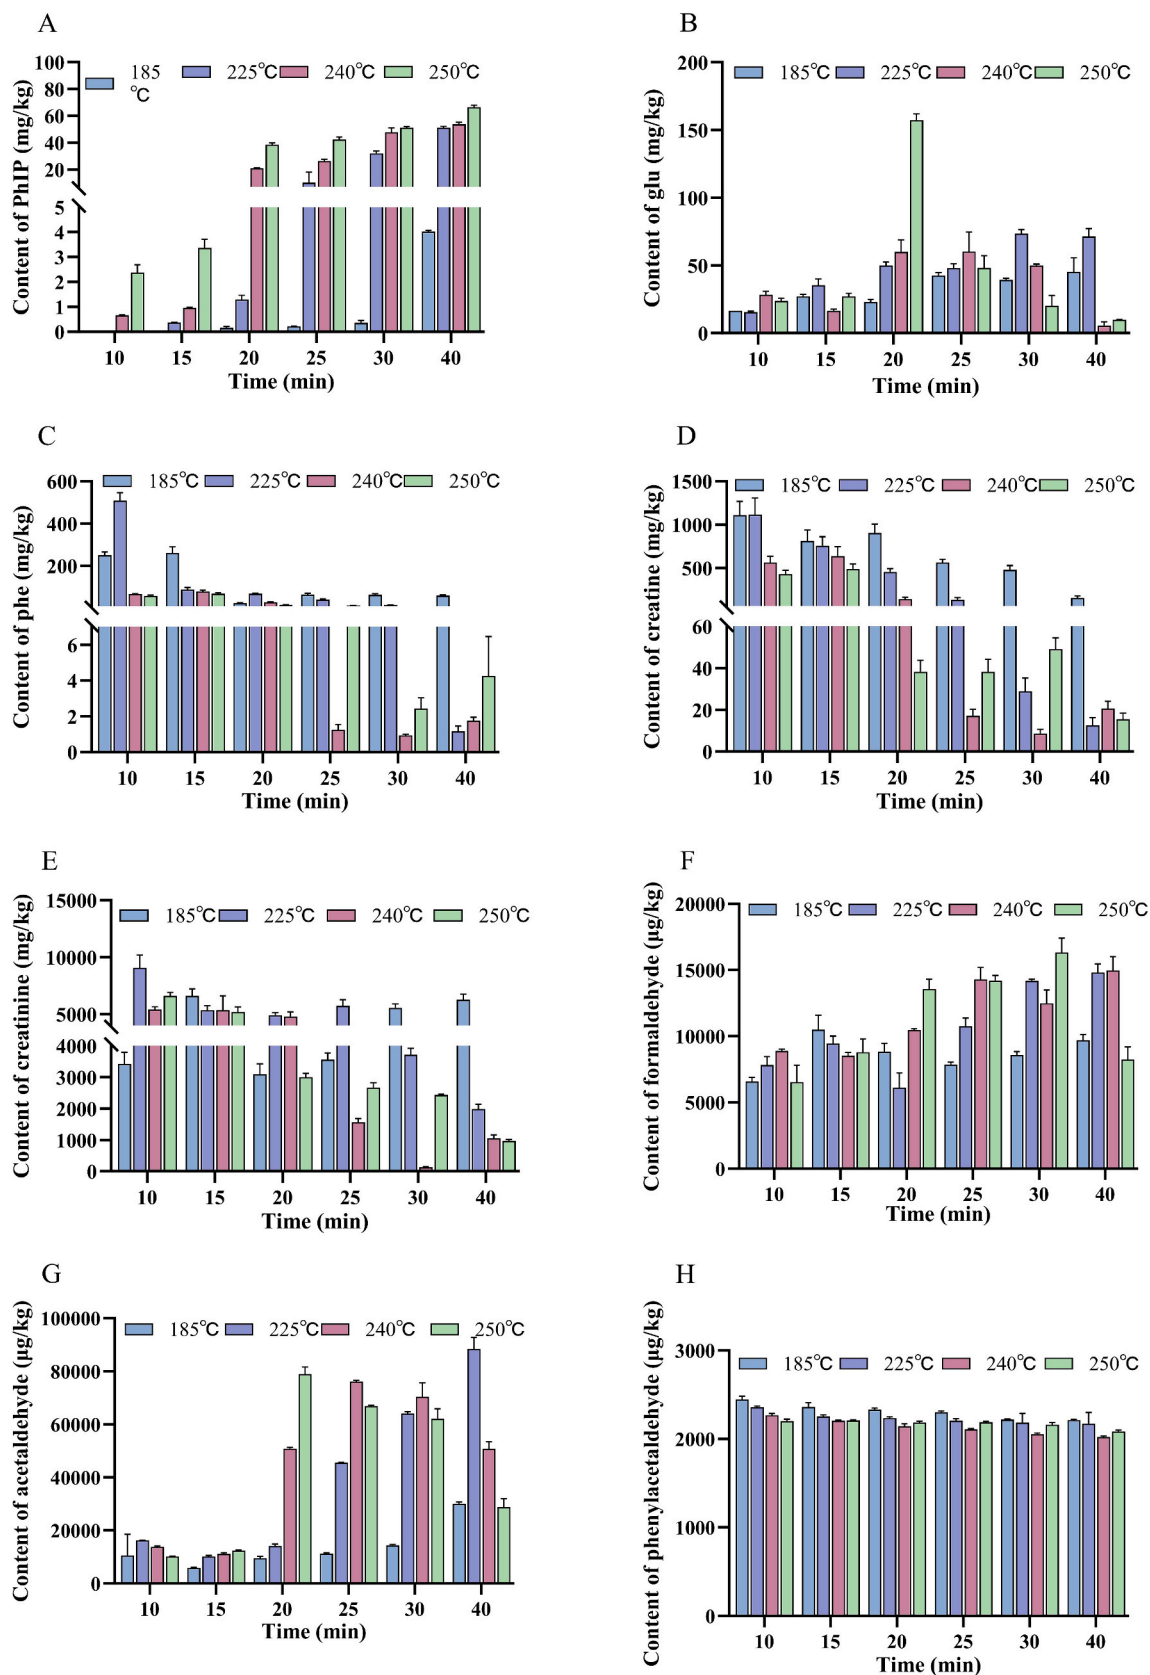 A
Content of PhIP (mg/kg)
185
℃
225℃
240℃
250℃
100
80
60
40
20
5
4
3
2
1
0
10 15 20 25 30 40
Time (min)
B
Content of glu (mg/kg)
185℃ 225℃ 240℃ 250℃
200
150
100
50
0
10 15 20 25 30 40
Time (min)
C
Content of phe (mg/kg)
185℃ 225℃ 240℃ 250℃
600
400
200
6
4
2
0
10 15 20 25 30 40
Time (min)
D
Content of creatine (mg/kg)
185℃ 225℃ 240℃ 250℃
1500
1000
500
60
40
20
0
10 15 20 25 30 40
Time (min)
E
Content of creatinine (mg/kg)
185℃ 225℃ 240℃ 250℃
15000
10000
5000
4000
3000
2000
1000
0
10 15 20 25 30 40
Time (min)
F
Content of formaldehyde (μg/kg)
185℃ 225℃ 240℃ 250℃
20000
15000
10000
5000
0
10 15 20 25 30 40
Time (min)
G
Content of acetaldehyde (μg/kg)
185℃ 225℃ 240℃ 250℃
100000
80000
60000
40000
20000
0
10 15 20 25 30 40
Time (min)
H
Content of phenylacetaldehyde (μg/kg)
185℃ 225℃ 240℃ 250℃
3000
2000
1000
0
10 15 20 25 30 40
Time (min)